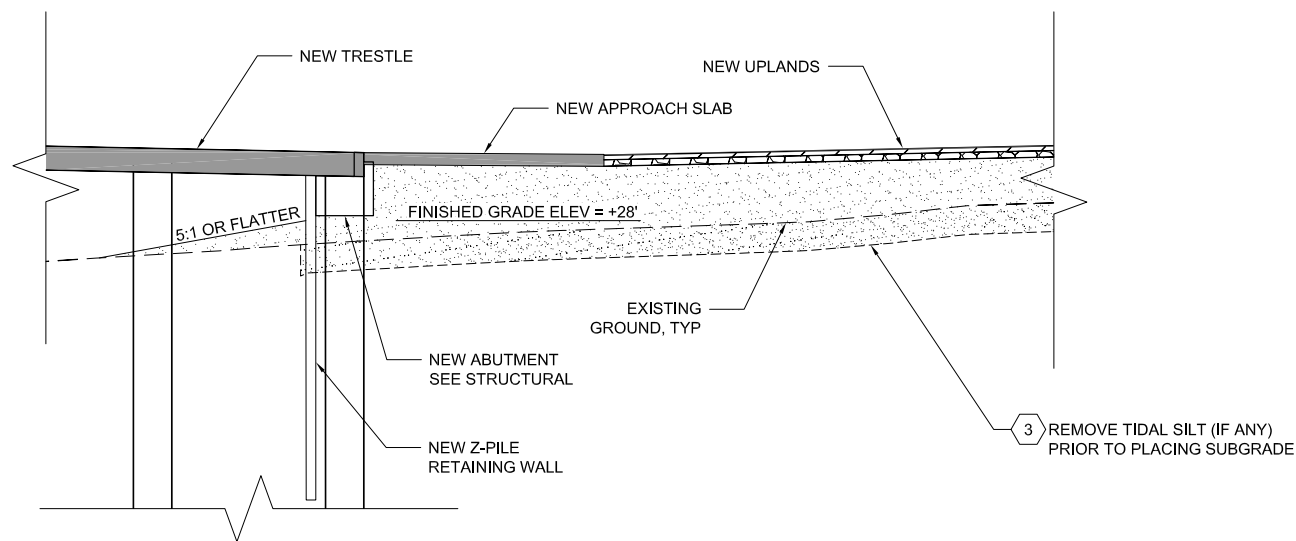 NEW TRESTLE
NEW UPLANDS
NEW APPROACH SLAB
5:1 OR FLATTER
FINISHED GRADE ELEV = +28'
EXISTING
GROUND, TYP
NEW ABUTMENT
SEE STRUCTURAL
3 REMOVE TIDAL SILT (IF ANY)
PRIOR TO PLACING SUBGRADE
NEW Z-PILE
RETAINING WALL